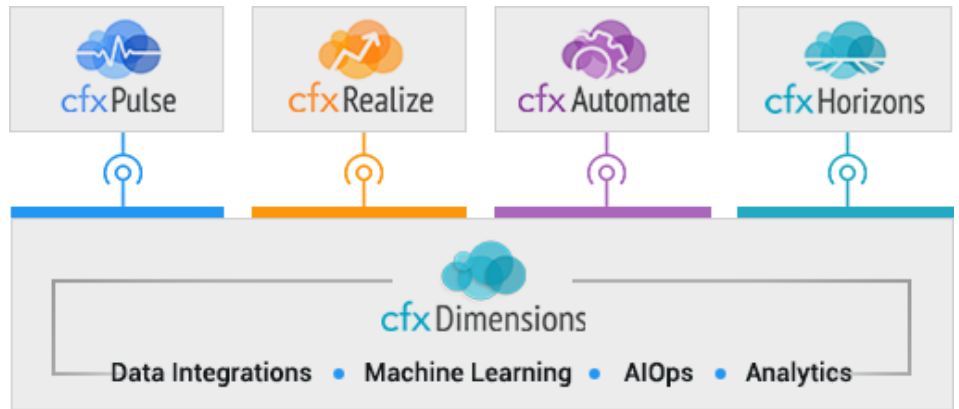 cfxPulse
cfxRealize
cfxAutomate
cfxHorizons
cfxDimensions
Data Integrations • Machine Learning • AIOps • Analytics